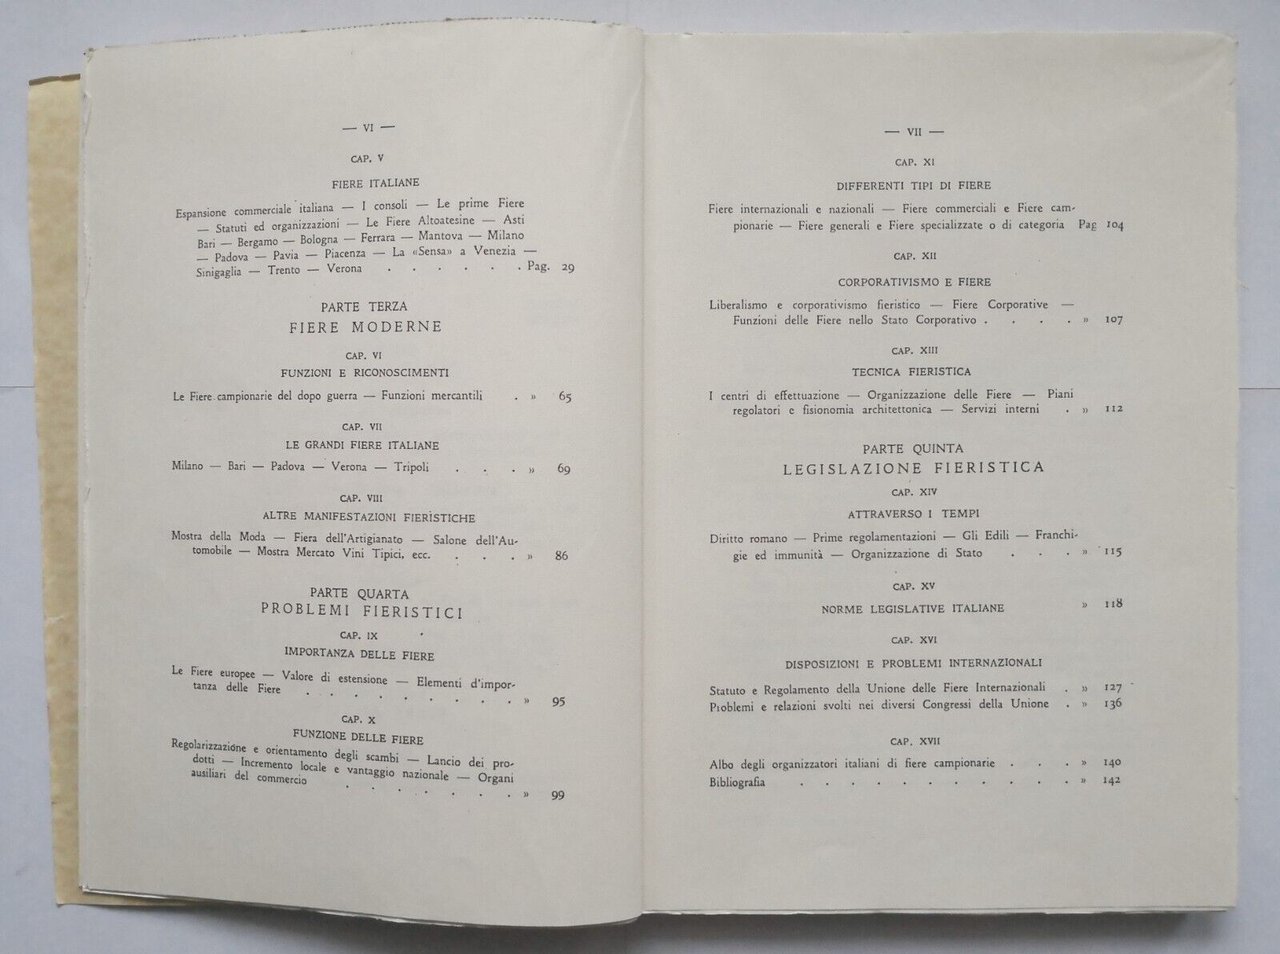 — VI —
CAP. V
FIERE ITALIANE
Espansione commerciale italiana — I consoli — Le prime Fiere
— Statuti ed organizzazioni — Le Fiere Altoatesine — Asti
Bari — Bergamo — Bologna — Ferrara — Mantova — Milano
— Padova — Pavia — Piacenza — La «Sensa» a Venezia —
Sinigaglia — Trento — Verona . . . . . . Pag. 29
PARTE TERZA
FIERE MODERNE
CAP. VI
FUNZIONI E RICONOSCIMENTI
Le Fiere campionarie del dopo guerra — Funzioni mercantili . » 65
CAP. VII
LE GRANDI FIERE ITALIANE
Milano — Bari — Padova — Verona — Tripoli . . . » 69
CAP. VIII
ALTRE MANIFESTAZIONI FIERISTICHE
Mostra della Moda — Fiera dell'Artigianato — Salone dell'Au-
tomobile — Mostra Mercato Vini Tipici, ecc. . . . » 86
PARTE QUARTA
PROBLEMI FIERISTICI
CAP. IX
IMPORTANZA DELLE FIERE
Le Fiere europee — Valore di estensione — Elementi d'impor-
tanza delle Fiere . . . . . . . . . » 95
CAP. X
FUNZIONE DELLE FIERE
Regolarizzazione e orientamento degli scambi — Lancio dei pro-
dotti — Incremento locale e vantaggio nazionale — Organi
ausiliari del commercio . . . . . . . » 99
— VII —
CAP. XI
DIFFERENTI TIPI DI FIERE
Fiere internazionali e nazionali — Fiere commerciali e Fiere cam-
pionarie — Fiere generali e Fiere specializzate o di categoria Pag 104
CAP. XII
CORPORATIVISMO E FIERE
Liberalismo e corporativismo fieristico — Fiere Corporative —
Funzioni delle Fiere nello Stato Corporativo . . . . » 107
CAP. XIII
TECNICA FIERISTICA
I centri di effettuazione — Organizzazione delle Fiere — Piani
regolatori e fisionomia architettonica — Servizi interni . » 112
PARTE QUINTA
LEGISLAZIONE FIERISTICA
CAP. XIV
ATTRAVERSO I TEMPI
Diritto romano — Prime regolamentazioni — Gli Edili — Franchi-
gie ed immunità — Organizzazione di Stato . . . » 115
CAP. XV
NORME LEGISLATIVE ITALIANE » 118
CAP. XVI
DISPOSIZIONI E PROBLEMI INTERNAZIONALI
Statuto e Regolamento della Unione delle Fiere Internazionali . » 127
Problemi e relazioni svolti nei diversi Congressi della Unione . » 136
CAP. XVII
Albo degli organizzatori italiani di fiere campionarie . . . » 140
Bibliografia . . . . . . . . . . . » 142